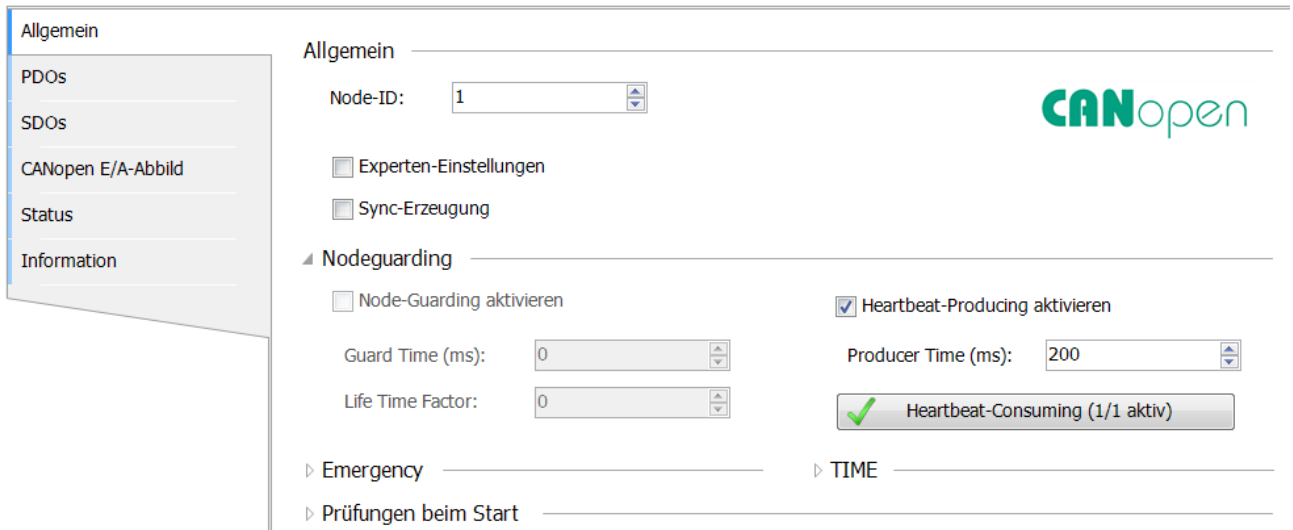 Allgemein
PDOs
SDOs
CANopen E/A-Abbild
Status
Information
Allgemein
Node-ID: 1
CANopen
Experten-Einstellungen
Sync-Erzeugung
Nodeguarding
Node-Guarding aktivieren
Guard Time (ms): 0
Life Time Factor: 0
Heartbeat-Producing aktivieren
Producer Time (ms): 200
Heartbeat-Consuming (1/1 aktiv)
Emergency
TIME
Prüfungen beim Start